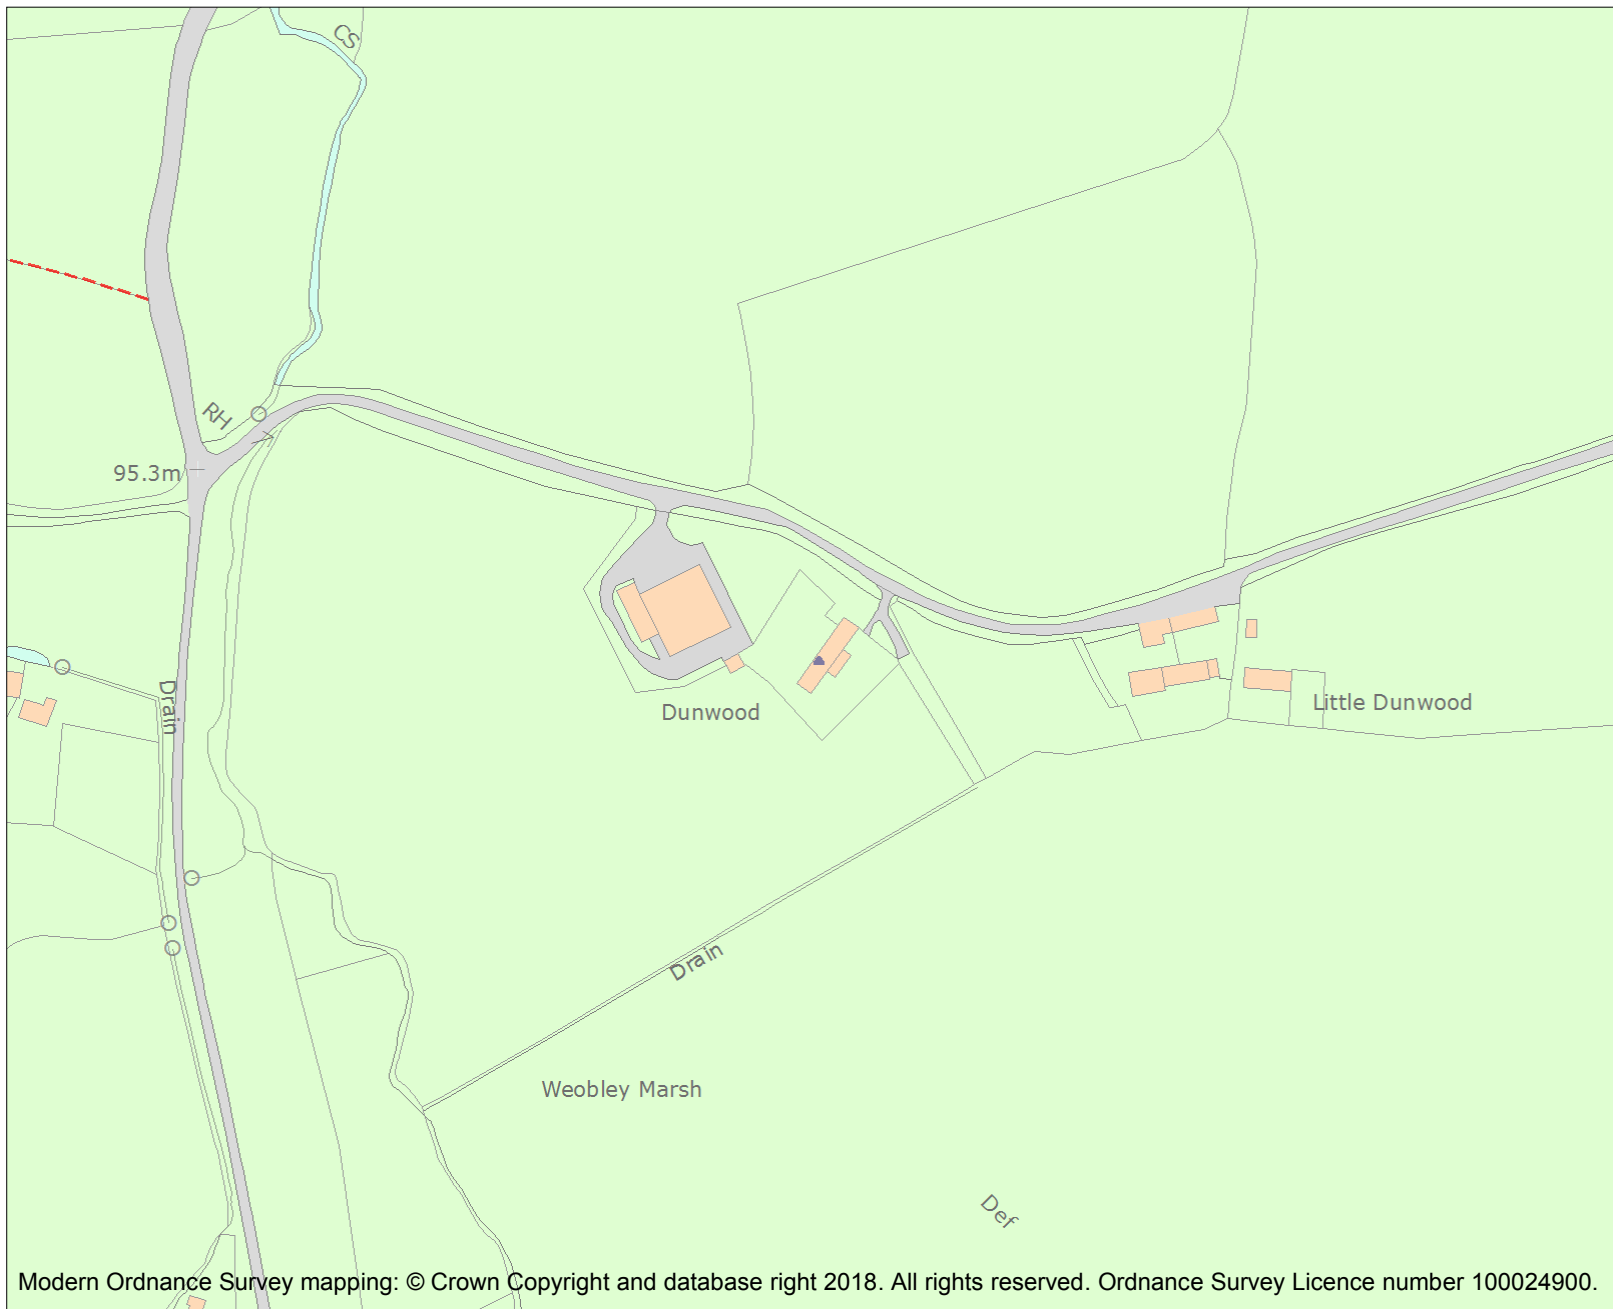 CS
RH
95.3m
Drain
Dunwood
Little Dunwood
Drain
Weobley Marsh
Def
Modern Ordnance Survey mapping: © Crown Copyright and database right 2018. All rights reserved. Ordnance Survey Licence number 100024900.